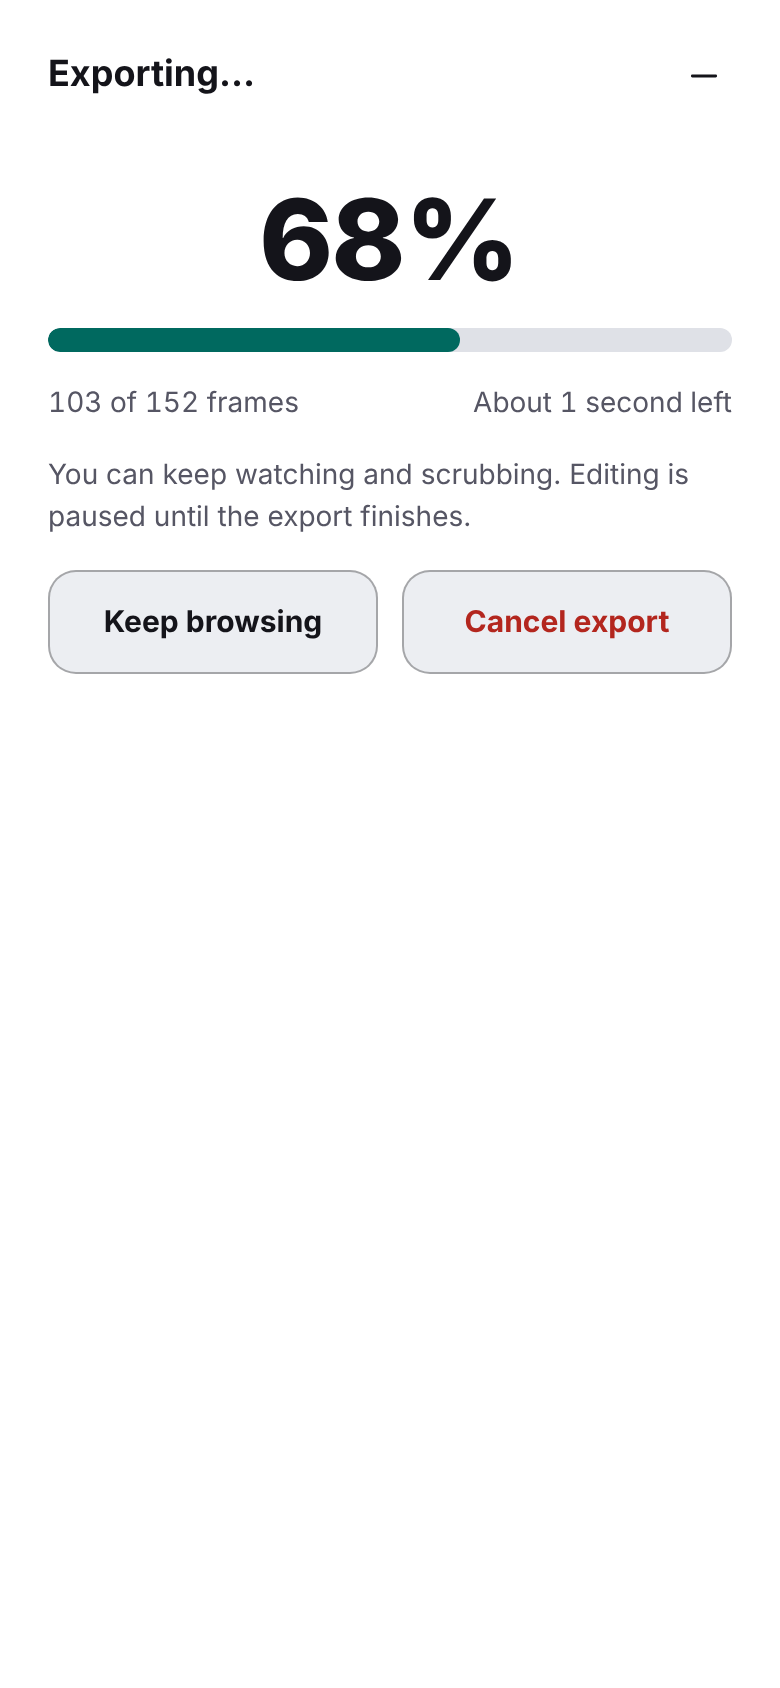 Exporting…
68%
103 of 152 frames
About 1 second left
You can keep watching and scrubbing. Editing is
paused until the export finishes.
Keep browsing
Cancel export